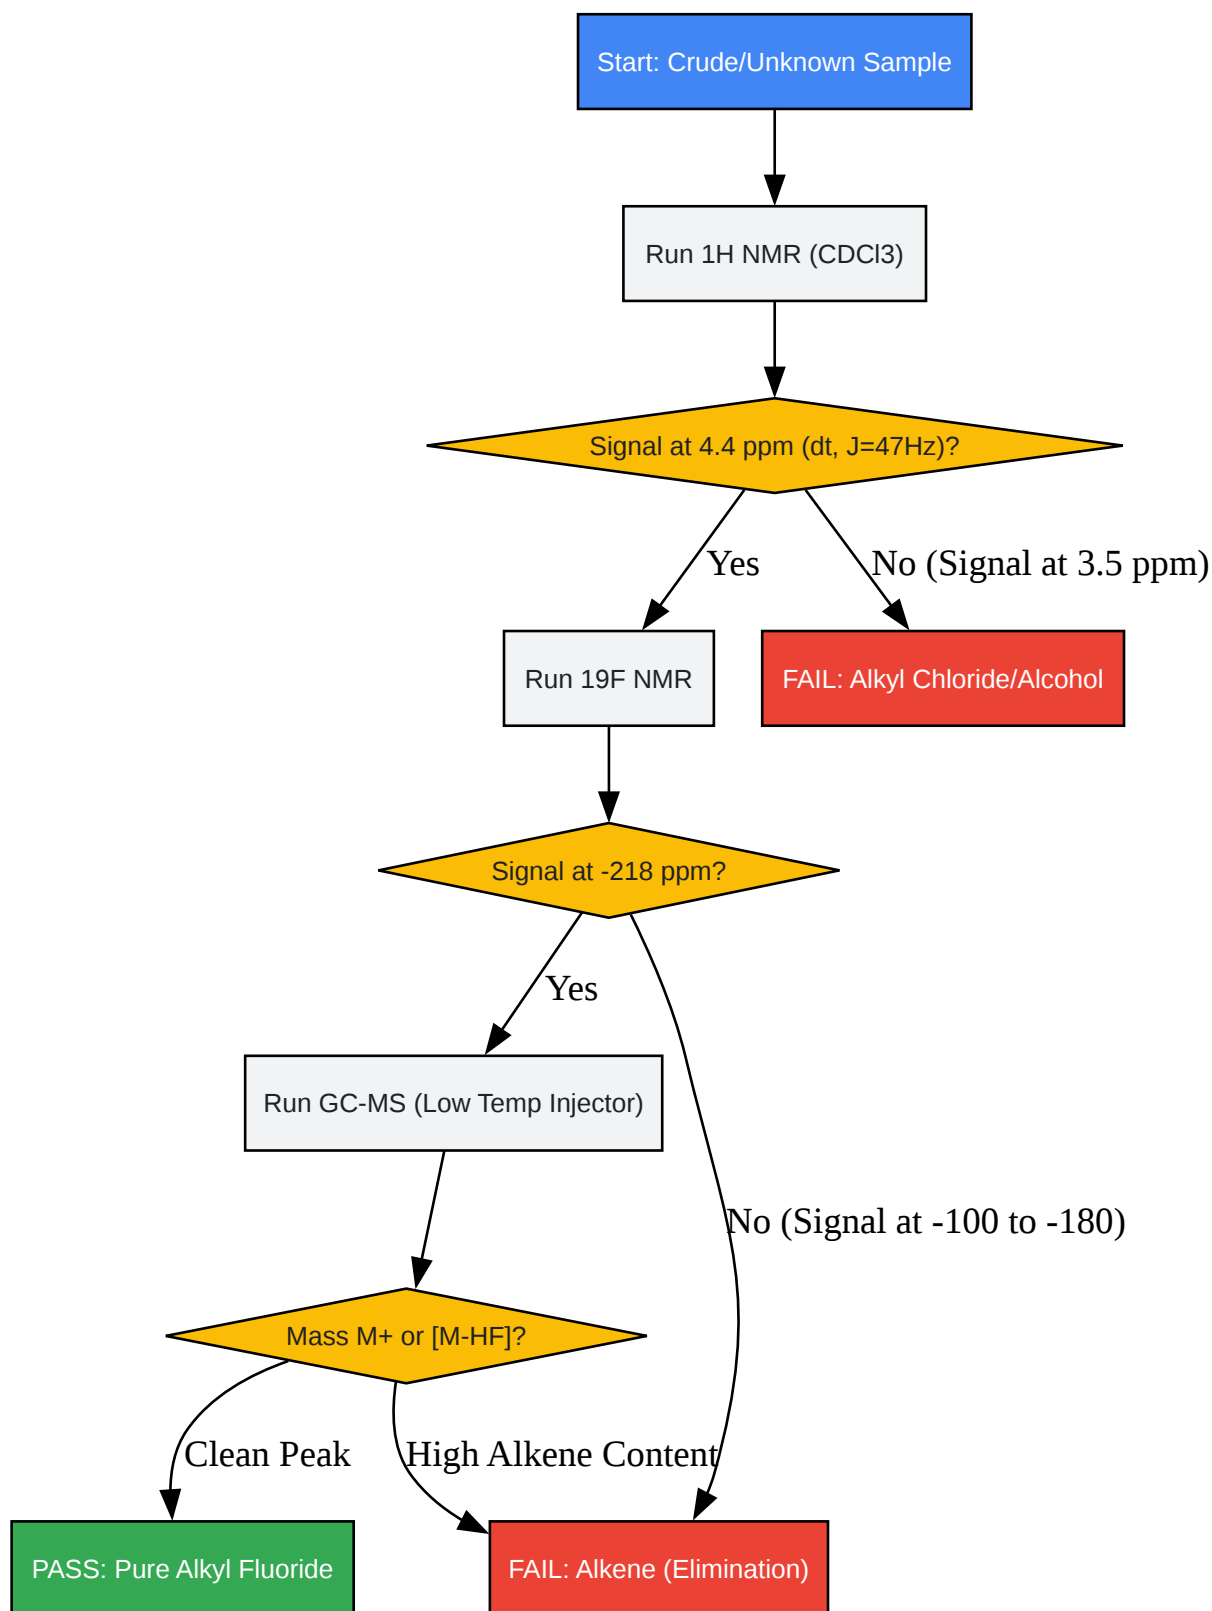 Start: Crude/Unknown Sample
Run 1H NMR (CDCl3)
Signal at 4.4 ppm (dt, J=47Hz)?
Yes
No (Signal at 3.5 ppm)
Run 19F NMR
FAIL: Alkyl Chloride/Alcohol
Signal at -218 ppm?
Yes
Run GC-MS (Low Temp Injector)
No (Signal at -100 to -180)
Mass M+ or [M-HF]?
Clean Peak
High Alkene Content
PASS: Pure Alkyl Fluoride
FAIL: Alkene (Elimination)